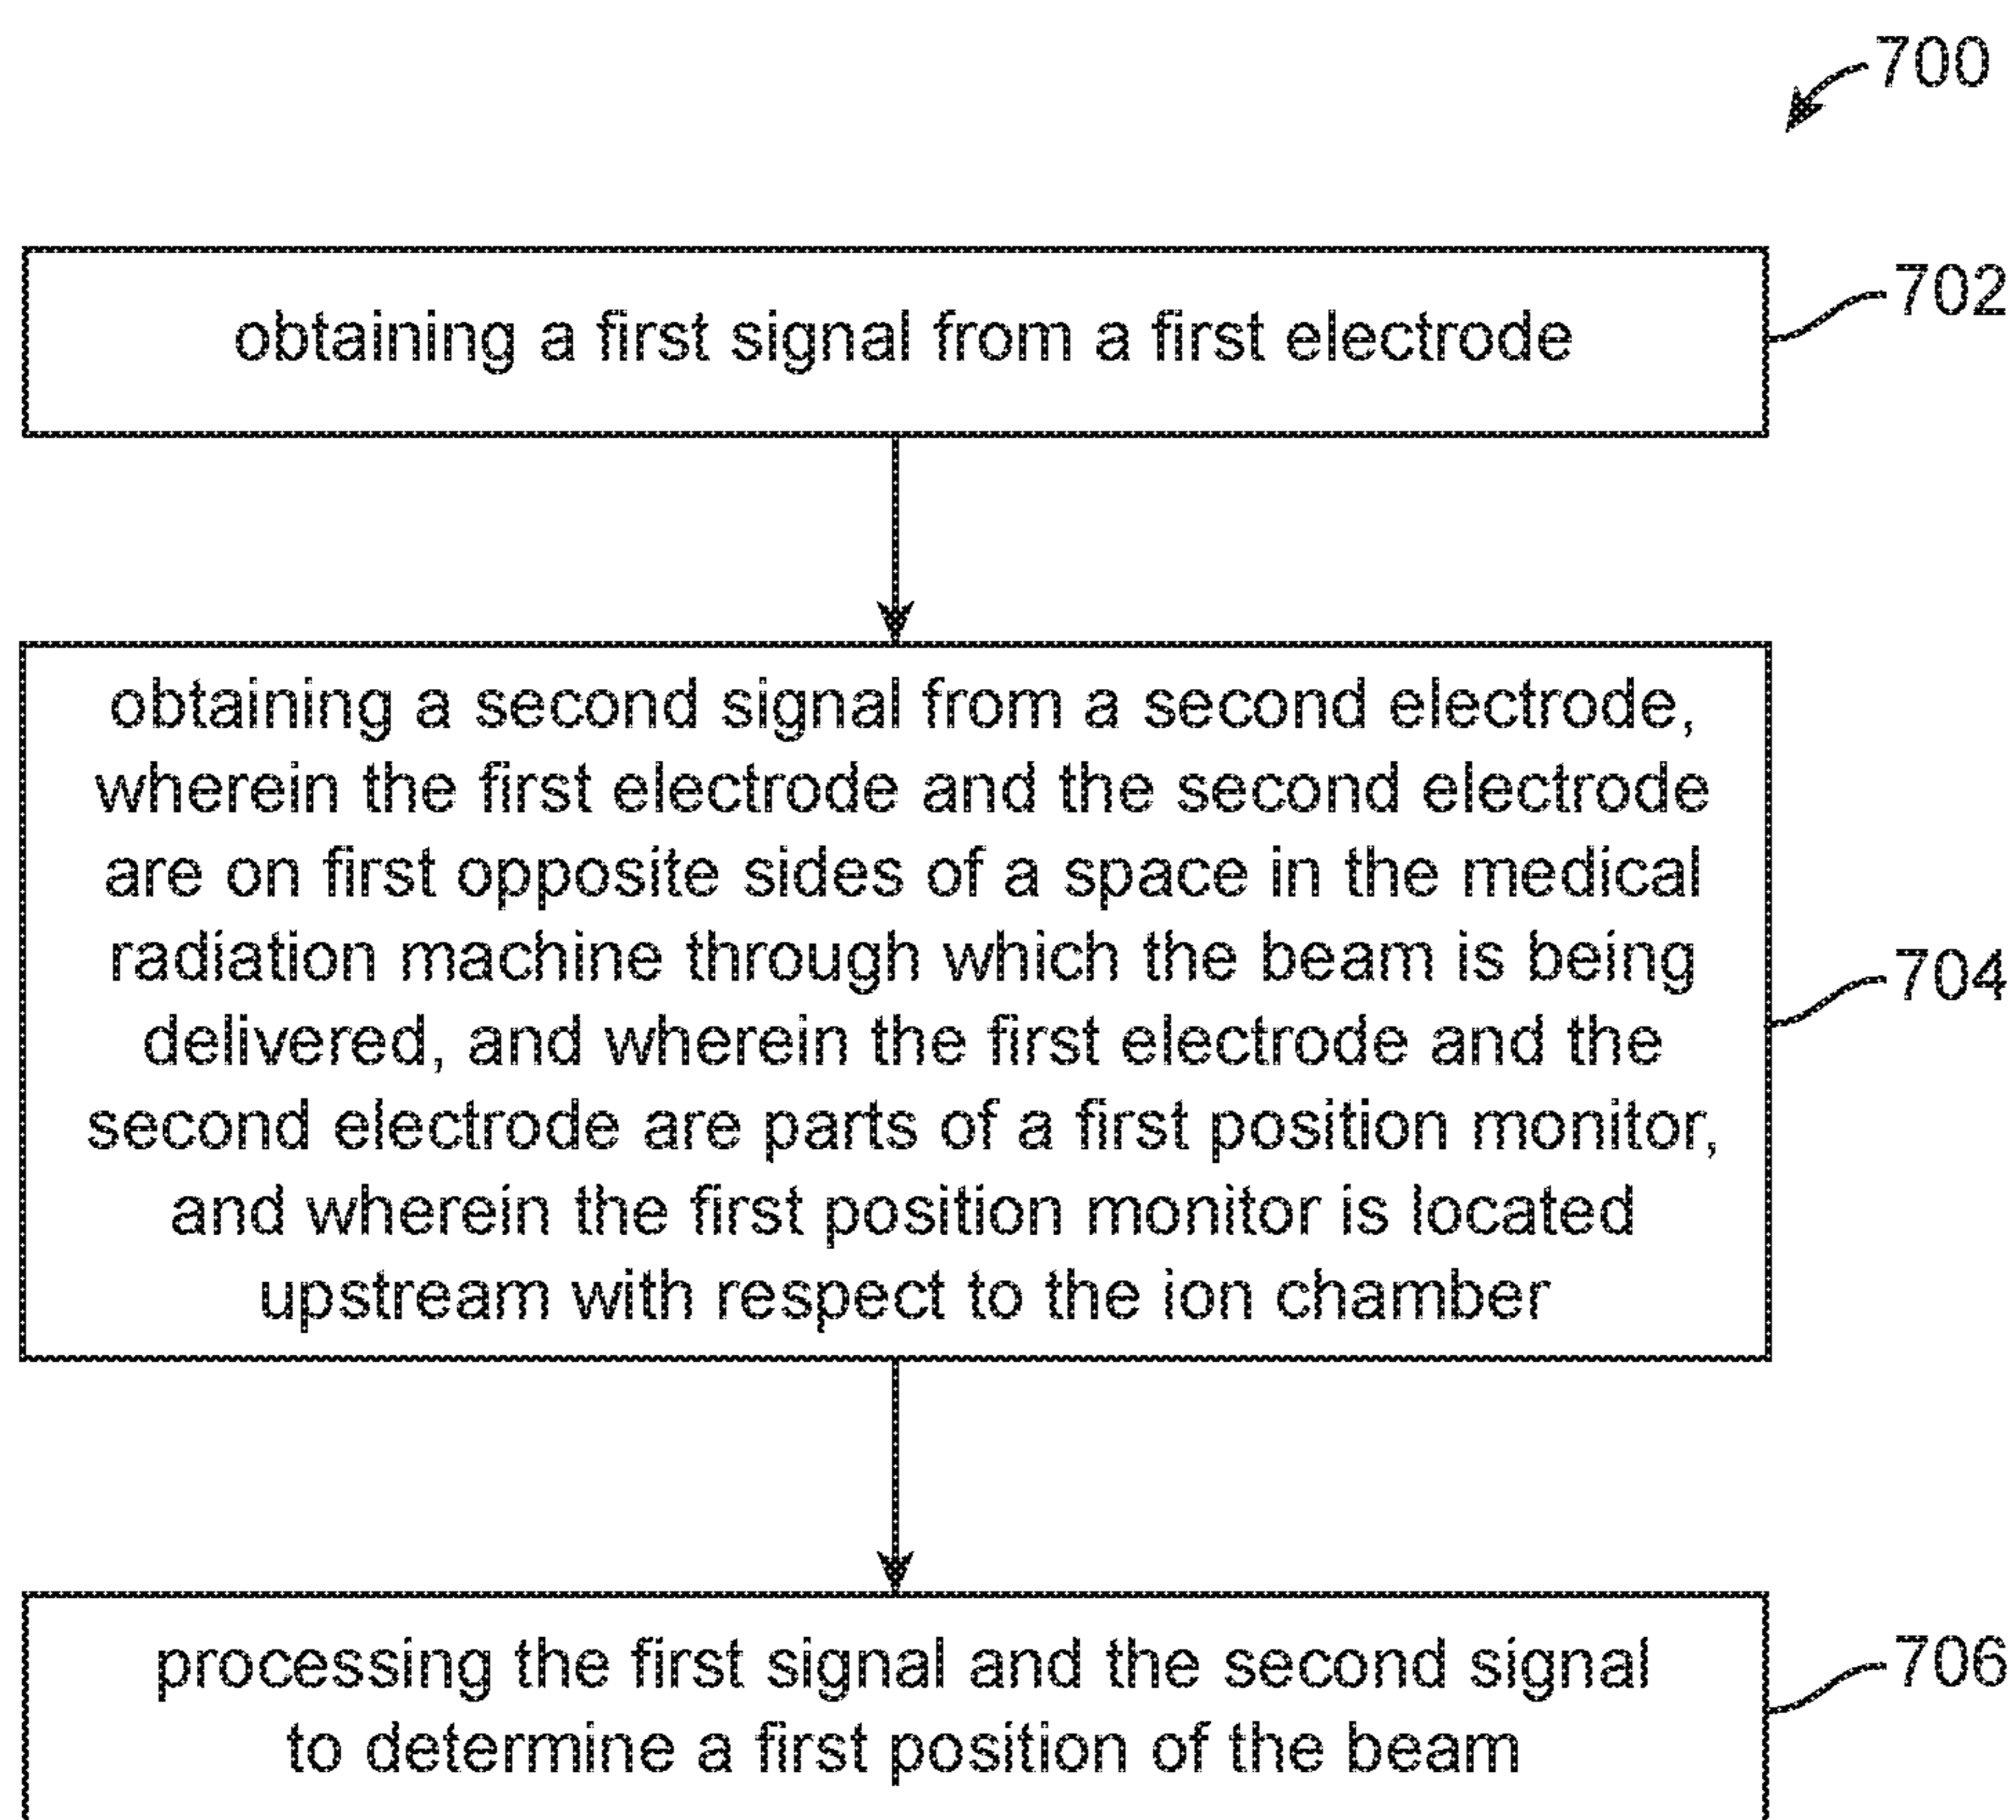 700
obtaining a first signal from a first electrode
702
obtaining a second signal from a second electrode,
wherein the first electrode and the second electrode
are on first opposite sides of a space in the medical
radiation machine through which the beam is being
delivered, and wherein the first electrode and the
second electrode are parts of a first position monitor,
and wherein the first position monitor is located
upstream with respect to the ion chamber
704
processing the first signal and the second signal
to determine a first position of the beam
706